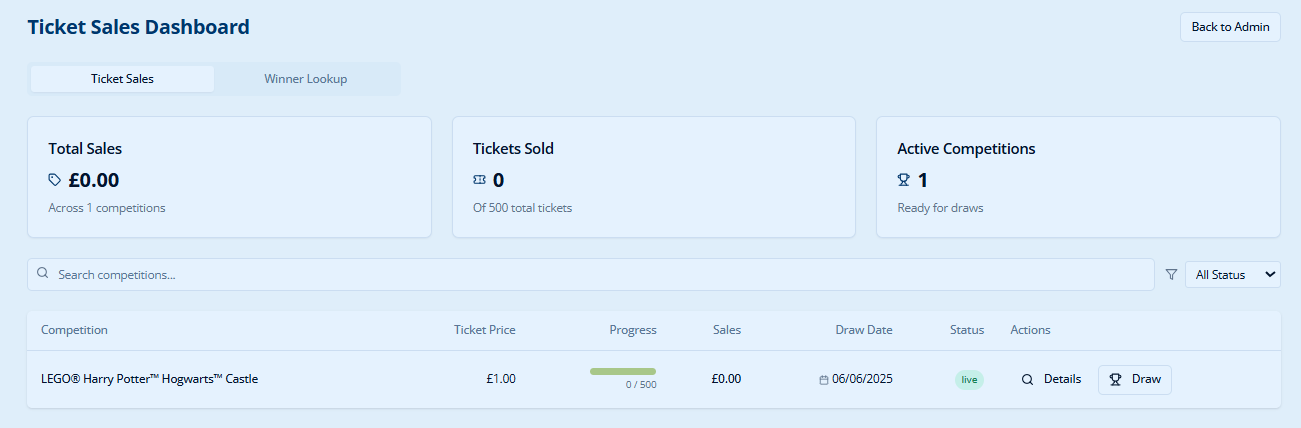 Ticket Sales Dashboard
Back to Admin
Ticket Sales
Winner Lookup
Total Sales
£0.00
Across 1 competitions
Tickets Sold
0
Of 500 total tickets
Active Competitions
1
Ready for draws
Search competitions...
All Status
Competition Ticket Price Progress Sales Draw Date Status Actions
LEGO® Harry Potter™ Hogwarts™ Castle £1.00 0 / 500 £0.00 06/06/2025 live Details Draw